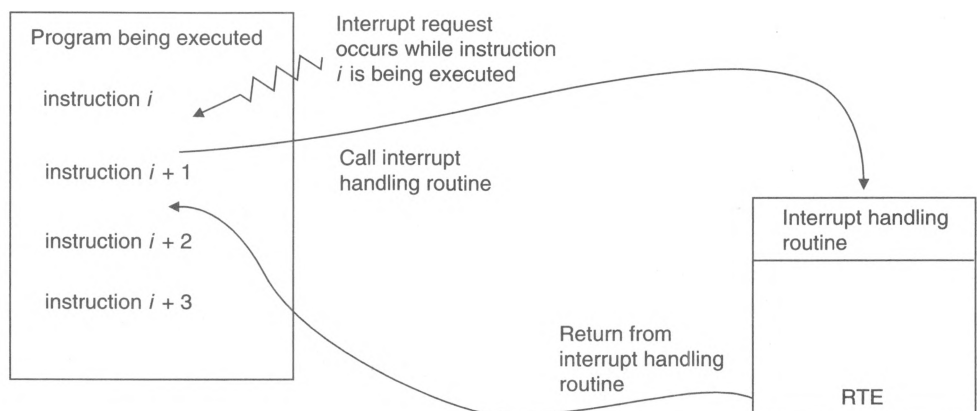 Program being executed
instruction i
instruction i + 1
instruction i + 2
instruction i + 3
Interrupt request
occurs while instruction
i is being executed
Call interrupt
handling routine
Interrupt handling
routine
Return from
interrupt handling
routine
RTE